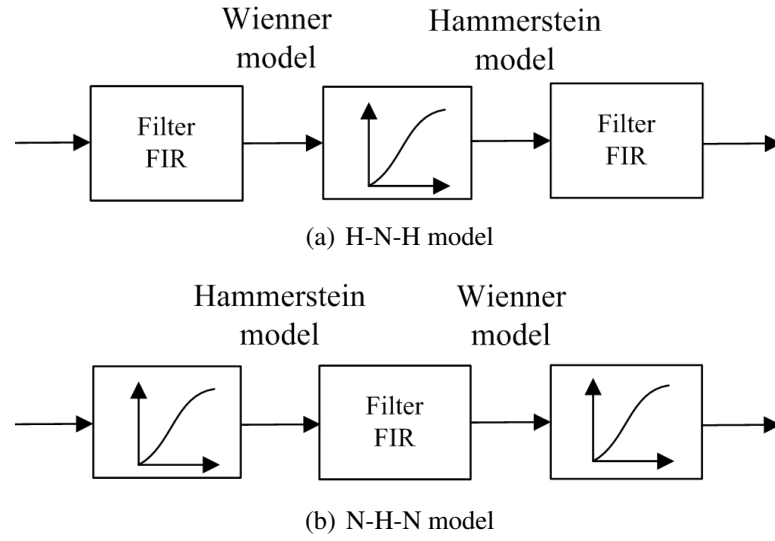 Wienner
model
Hammerstein
model
Filter
FIR
Filter
FIR
(a) H-N-H model
Hammerstein
model
Wienner
model
Filter
FIR
(b) N-H-N model